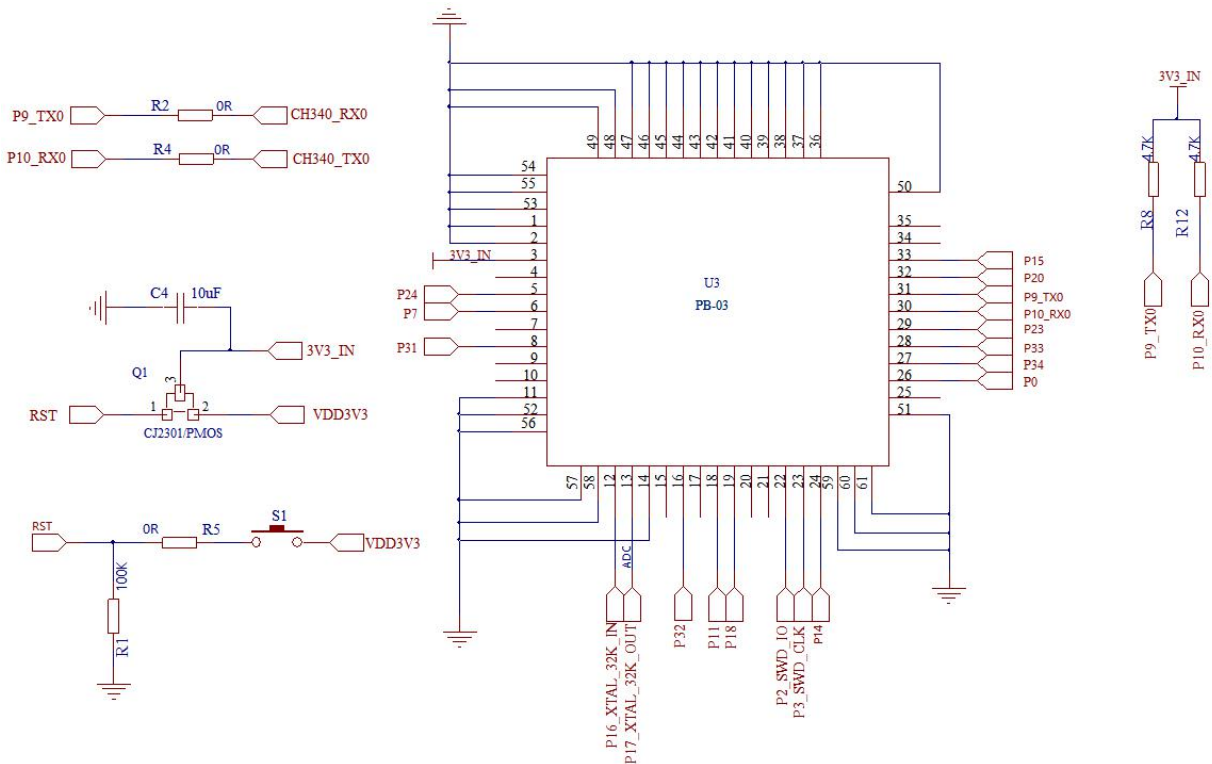 P9_TX0 R2 0R CH340_RX0
P10_RX0 R4 0R CH340_TX0
C4 10uF
3V3_IN
Q1
3
RST 1 2 VDD3V3
CJ2301/PMOS
RST 0R R5 S1 VDD3V3
100K
R1
49 48 47 46 45 44 43 42 41 40 39 38 37 36
54
55
53
1
2
3V3_IN 3
4
P24 5
P7 6
7
P31 8
9
10
11
52
56
U3
PB-03
50
35
34
33 P15
32 P20
31 P9_TX0
30 P10_RX0
29 P23
28 P33
27 P34
26 P0
25
51
57 58 12 13 14 15 16 17 18 19 20 21 22 23 24 59 60 61
ADC
P16_XTAL_32K_IN
P17_XTAL_32K_OUT
P32
P11
P18
P2_SWD_IO
P3_SWD_CLK
P14
3V3_IN
4.7K 4.7K
R8 R12
P9_TX0
P10_RX0